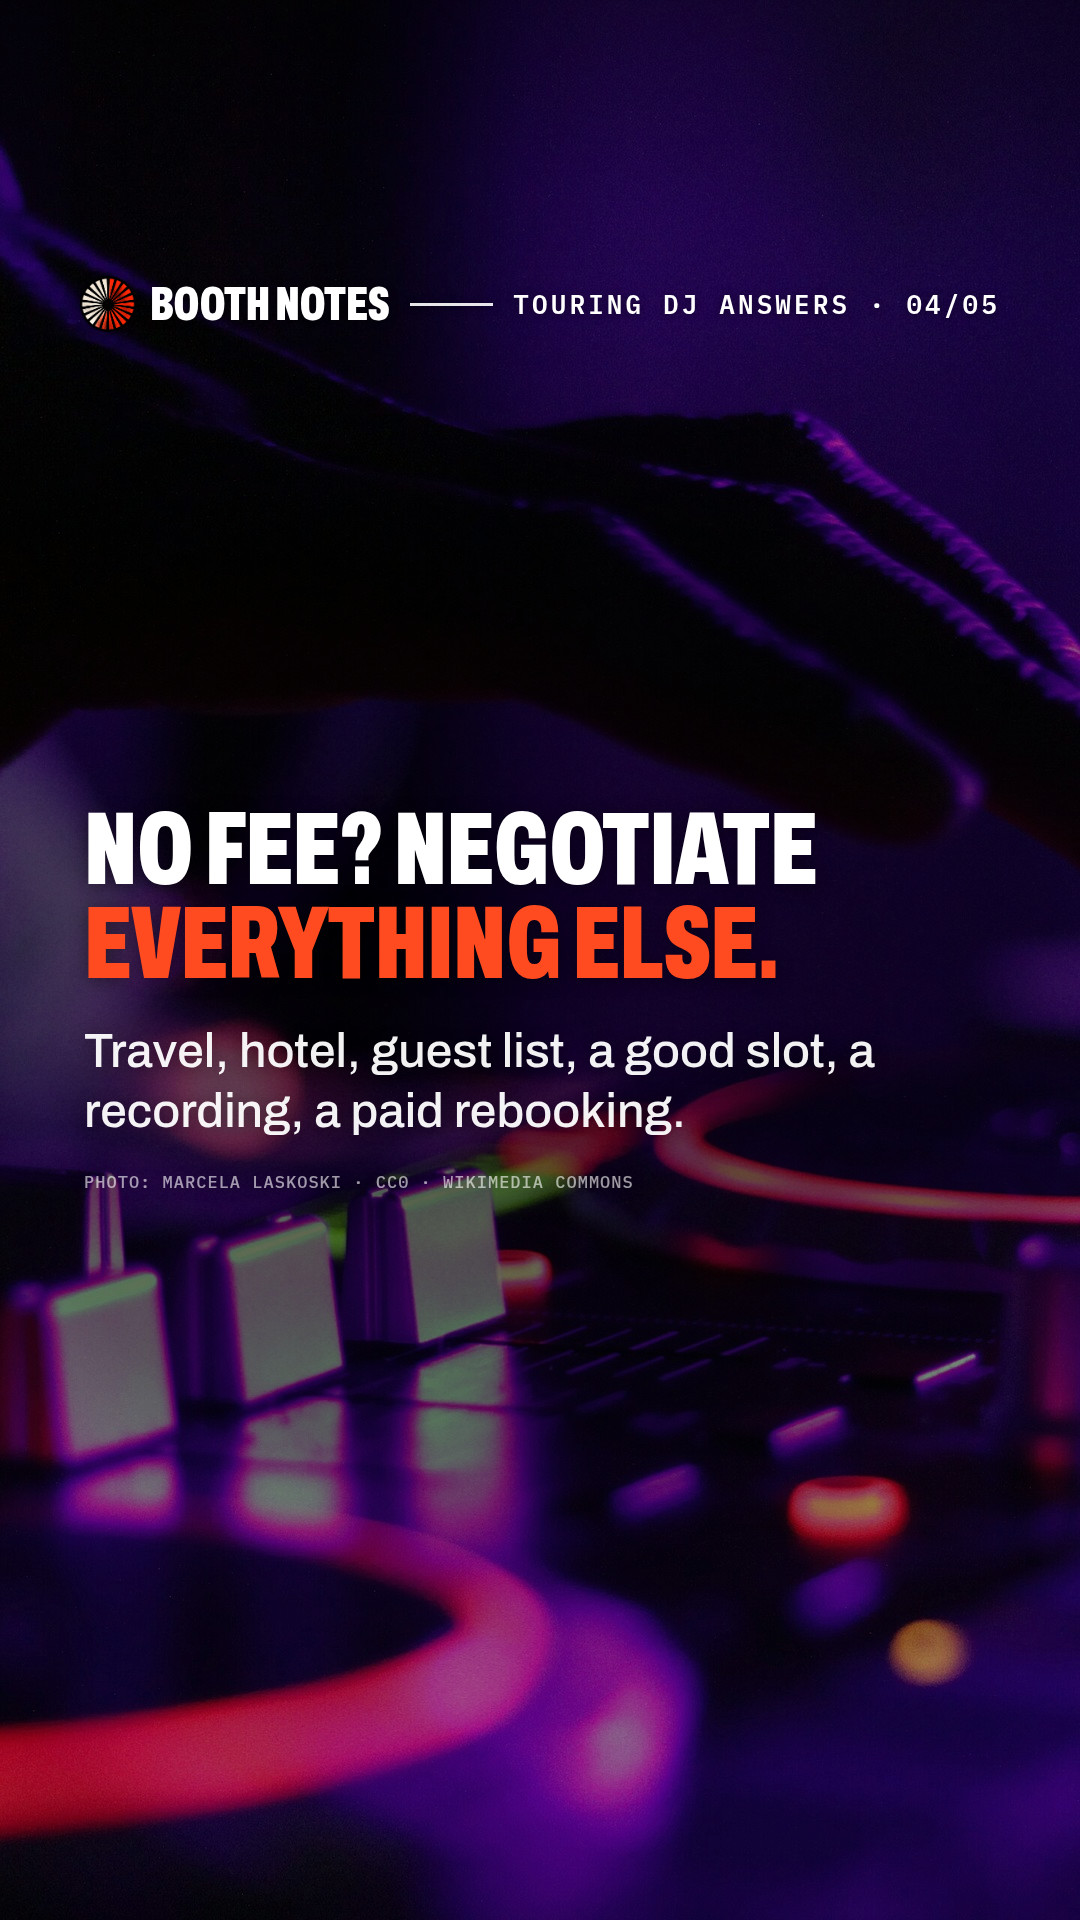 BOOTH NOTES — TOURING DJ ANSWERS · 04/05
NO FEE? NEGOTIATE
EVERYTHING ELSE.
Travel, hotel, guest list, a good slot, a
recording, a paid rebooking.
PHOTO: MARCELA LASKOSKI · CC0 · WIKIMEDIA COMMONS